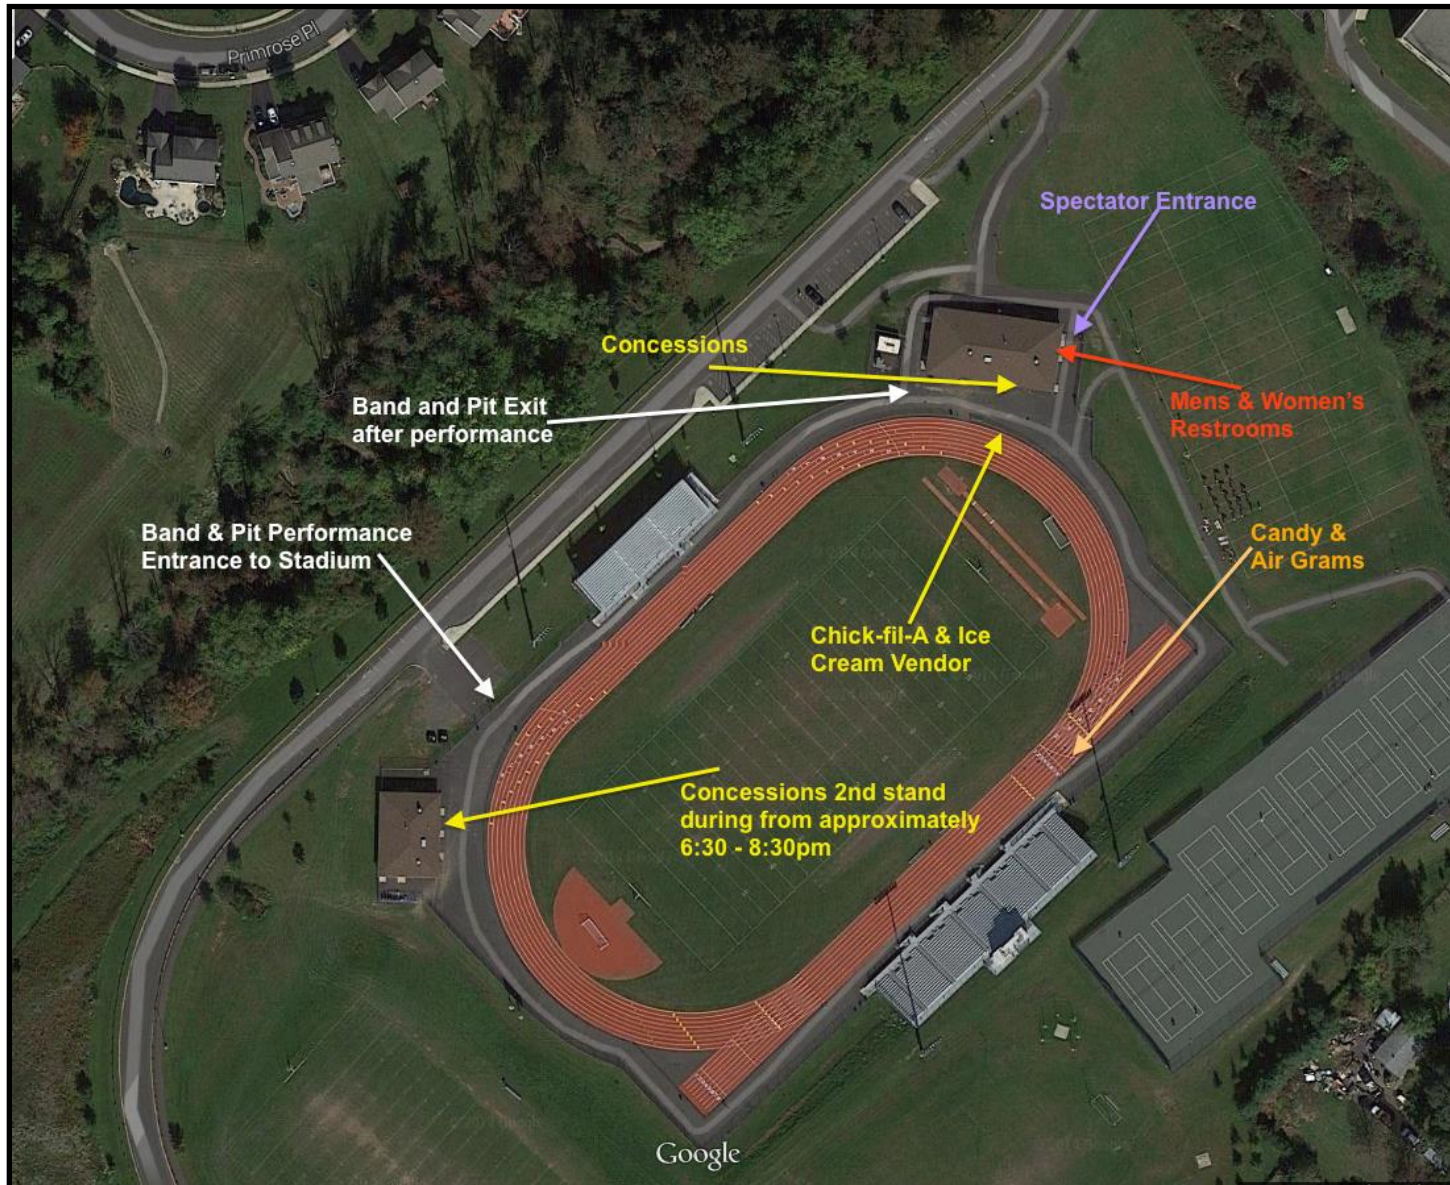 Primrose Pl
Spectator Entrance
Concessions
Mens & Women's
Restrooms
Band and Pit Exit
after performance
Band & Pit Performance
Entrance to Stadium
Candy &
Air Grams
Chick-fil-A & Ice
Cream Vendor
Concessions 2nd stand
during from approximately
6:30 - 8:30pm
Google